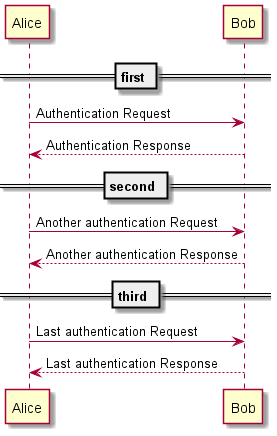 Alice Bob
first
Authentication Request
Authentication Response
second
Another authentication Request
Another authentication Response
third
Last authentication Request
Last authentication Response
Alice Bob